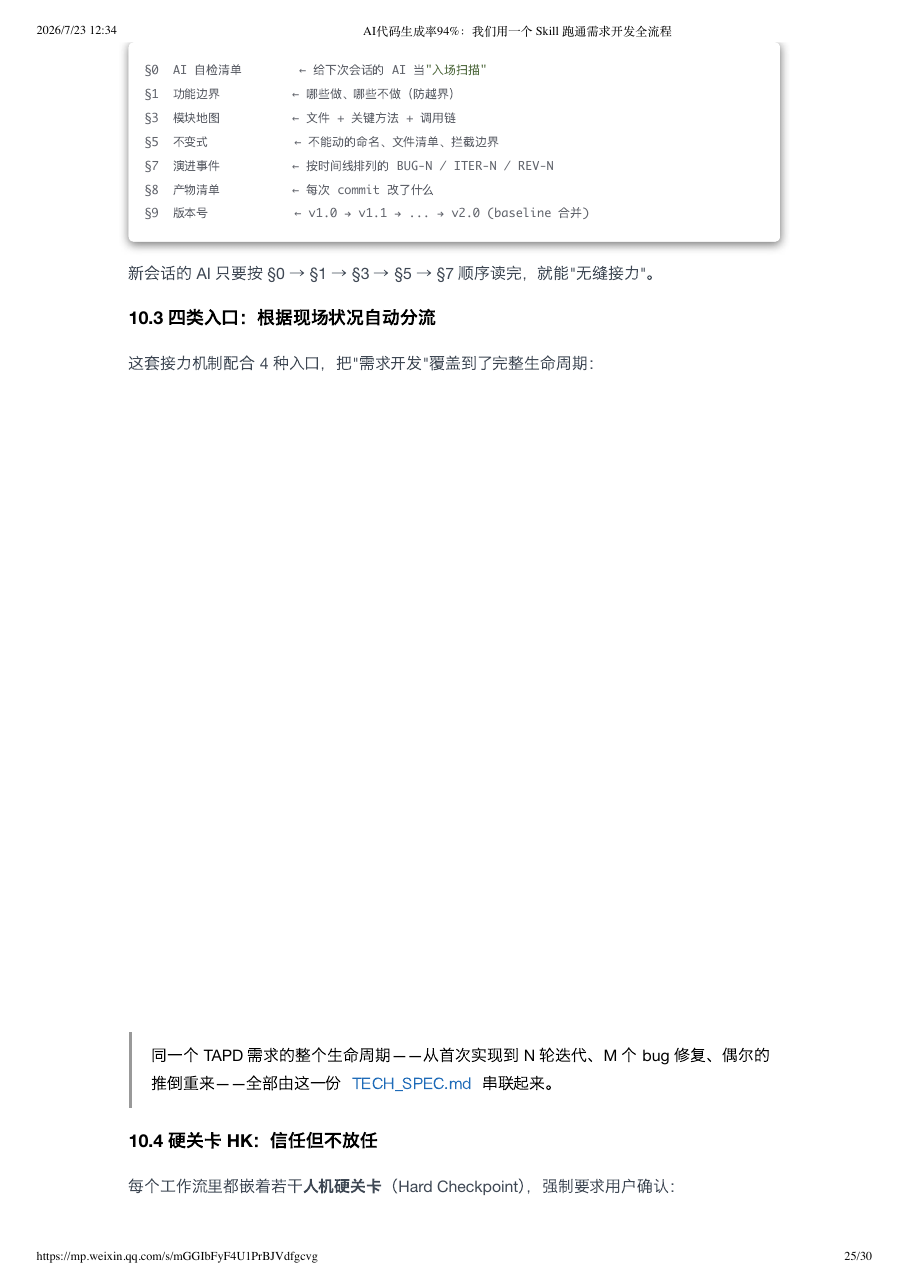 2026/7/23 12:34
AI代码生成率94%：我们用一个 Skill 跑通需求开发全流程
§0 AI 自检清单 ← 给下次会话的 AI 当"入场扫描"
§1 功能边界 ← 哪些做、哪些不做（防越界）
§3 模块地图 ← 文件 + 关键方法 + 调用链
§5 不变式 ← 不能动的命名、文件清单、拦截边界
§7 演进事件 ← 按时间线排列的 BUG-N / ITER-N / REV-N
§8 产物清单 ← 每次 commit 改了什么
§9 版本号 ← v1.0 → v1.1 → ... → v2.0（baseline 合并）
新会话的 AI 只要按 §0 → §1 → §3 → §5 → §7 顺序读完，就能"无缝接力"。
10.3 四类入口：根据现场状况自动分流
这套接力机制配合 4 种入口，把"需求开发"覆盖到了完整生命周期：
同一个 TAPD 需求的整个生命周期——从首次实现到 N 轮迭代、M 个 bug 修复、偶尔的
推倒重来——全部由这一份 TECH_SPEC.md 串联起来。
10.4 硬关卡 HK：信任但不放任
每个工作流里都嵌着若干人机硬关卡（Hard Checkpoint），强制要求用户确认：
https://mp.weixin.qq.com/s/mGGIbFyF4U1PrBJVdfgcvg
25/30